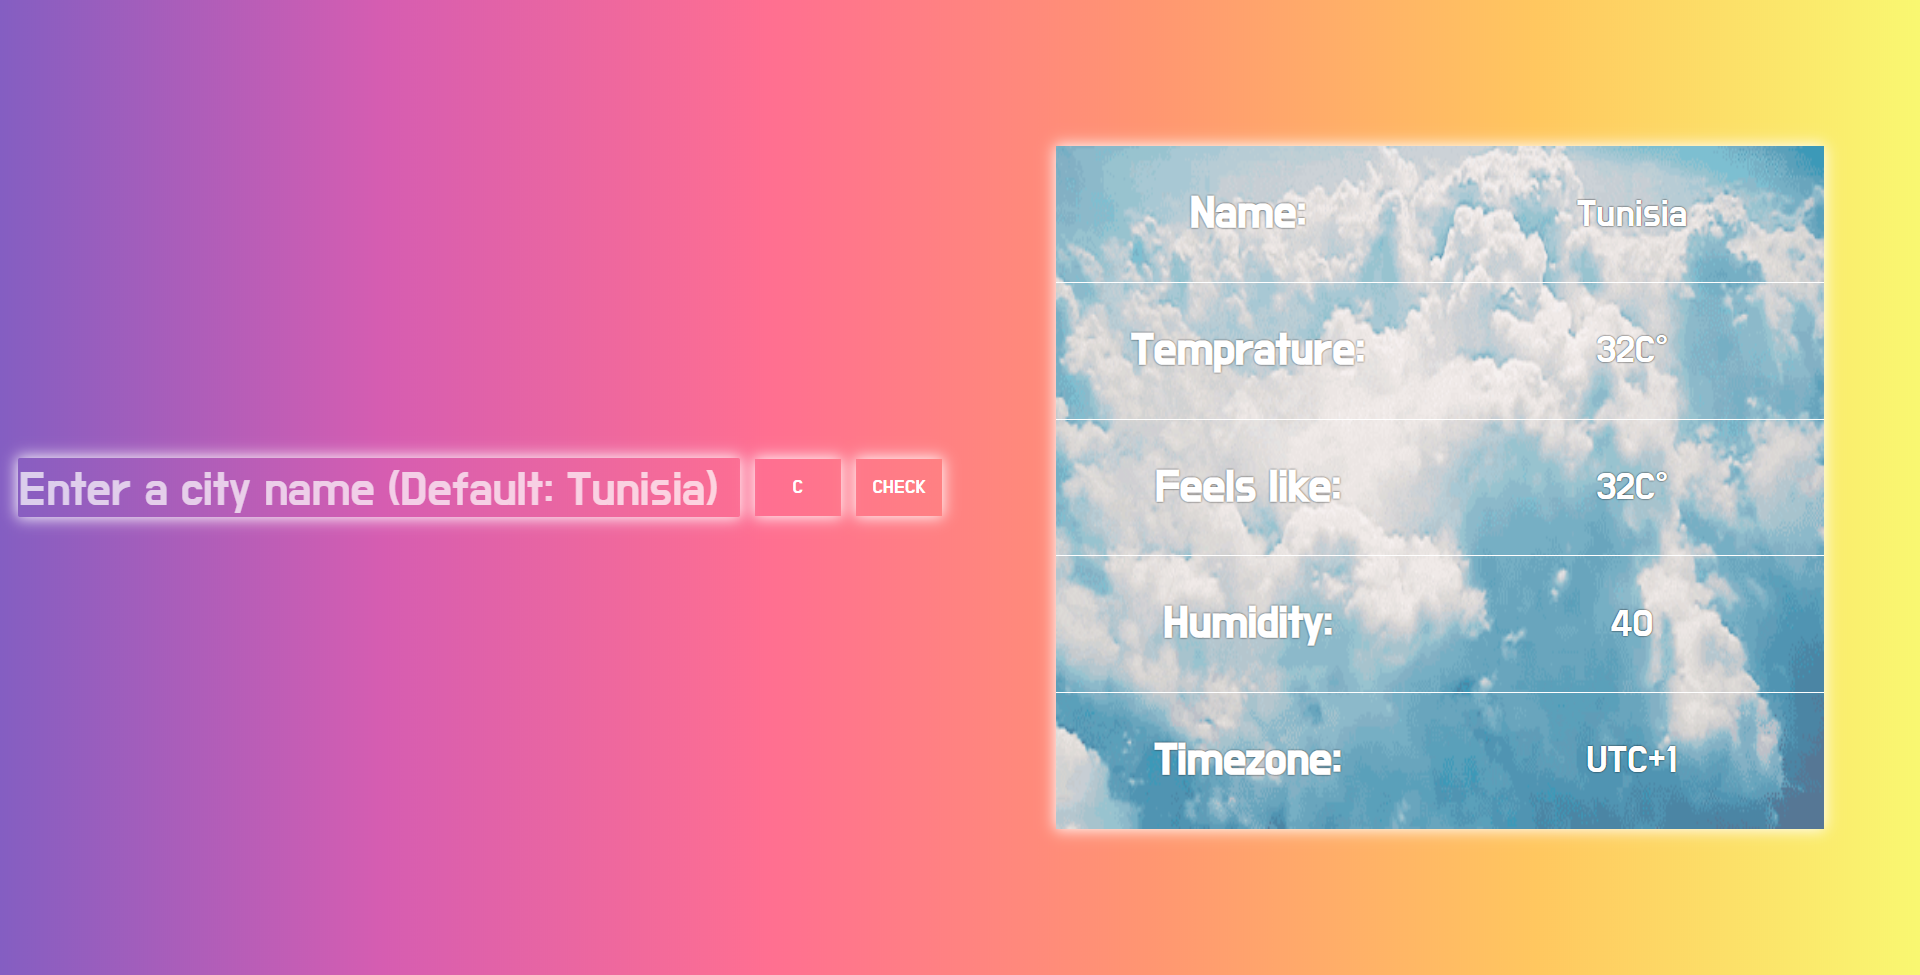 Enter a city name (Default: Tunisia) C CHECK
Name: Tunisia
Temprature: 32C°
Feels like: 32C°
Humidity: 40
Timezone: UTC+1